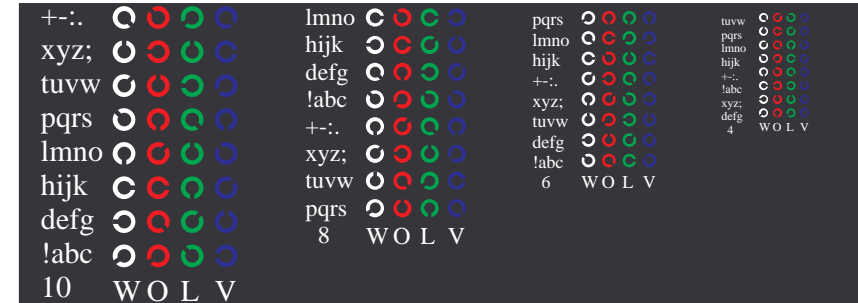 +-:.
xyz;
tuvw
pqrs
lmno
hijk
defg
!abc
10 W O L V
lmno
hijk
defg
!abc
+-:.
xyz;
tuvw
pqrs
8 W O L V
pqrs
lmno
hijk
+-:.
xyz;
tuvw
defg
!abc
6 W O L V
tuvw
pqrs
lmno
hijk
+-:.
!abc
xyz;
defg
4 W O L V